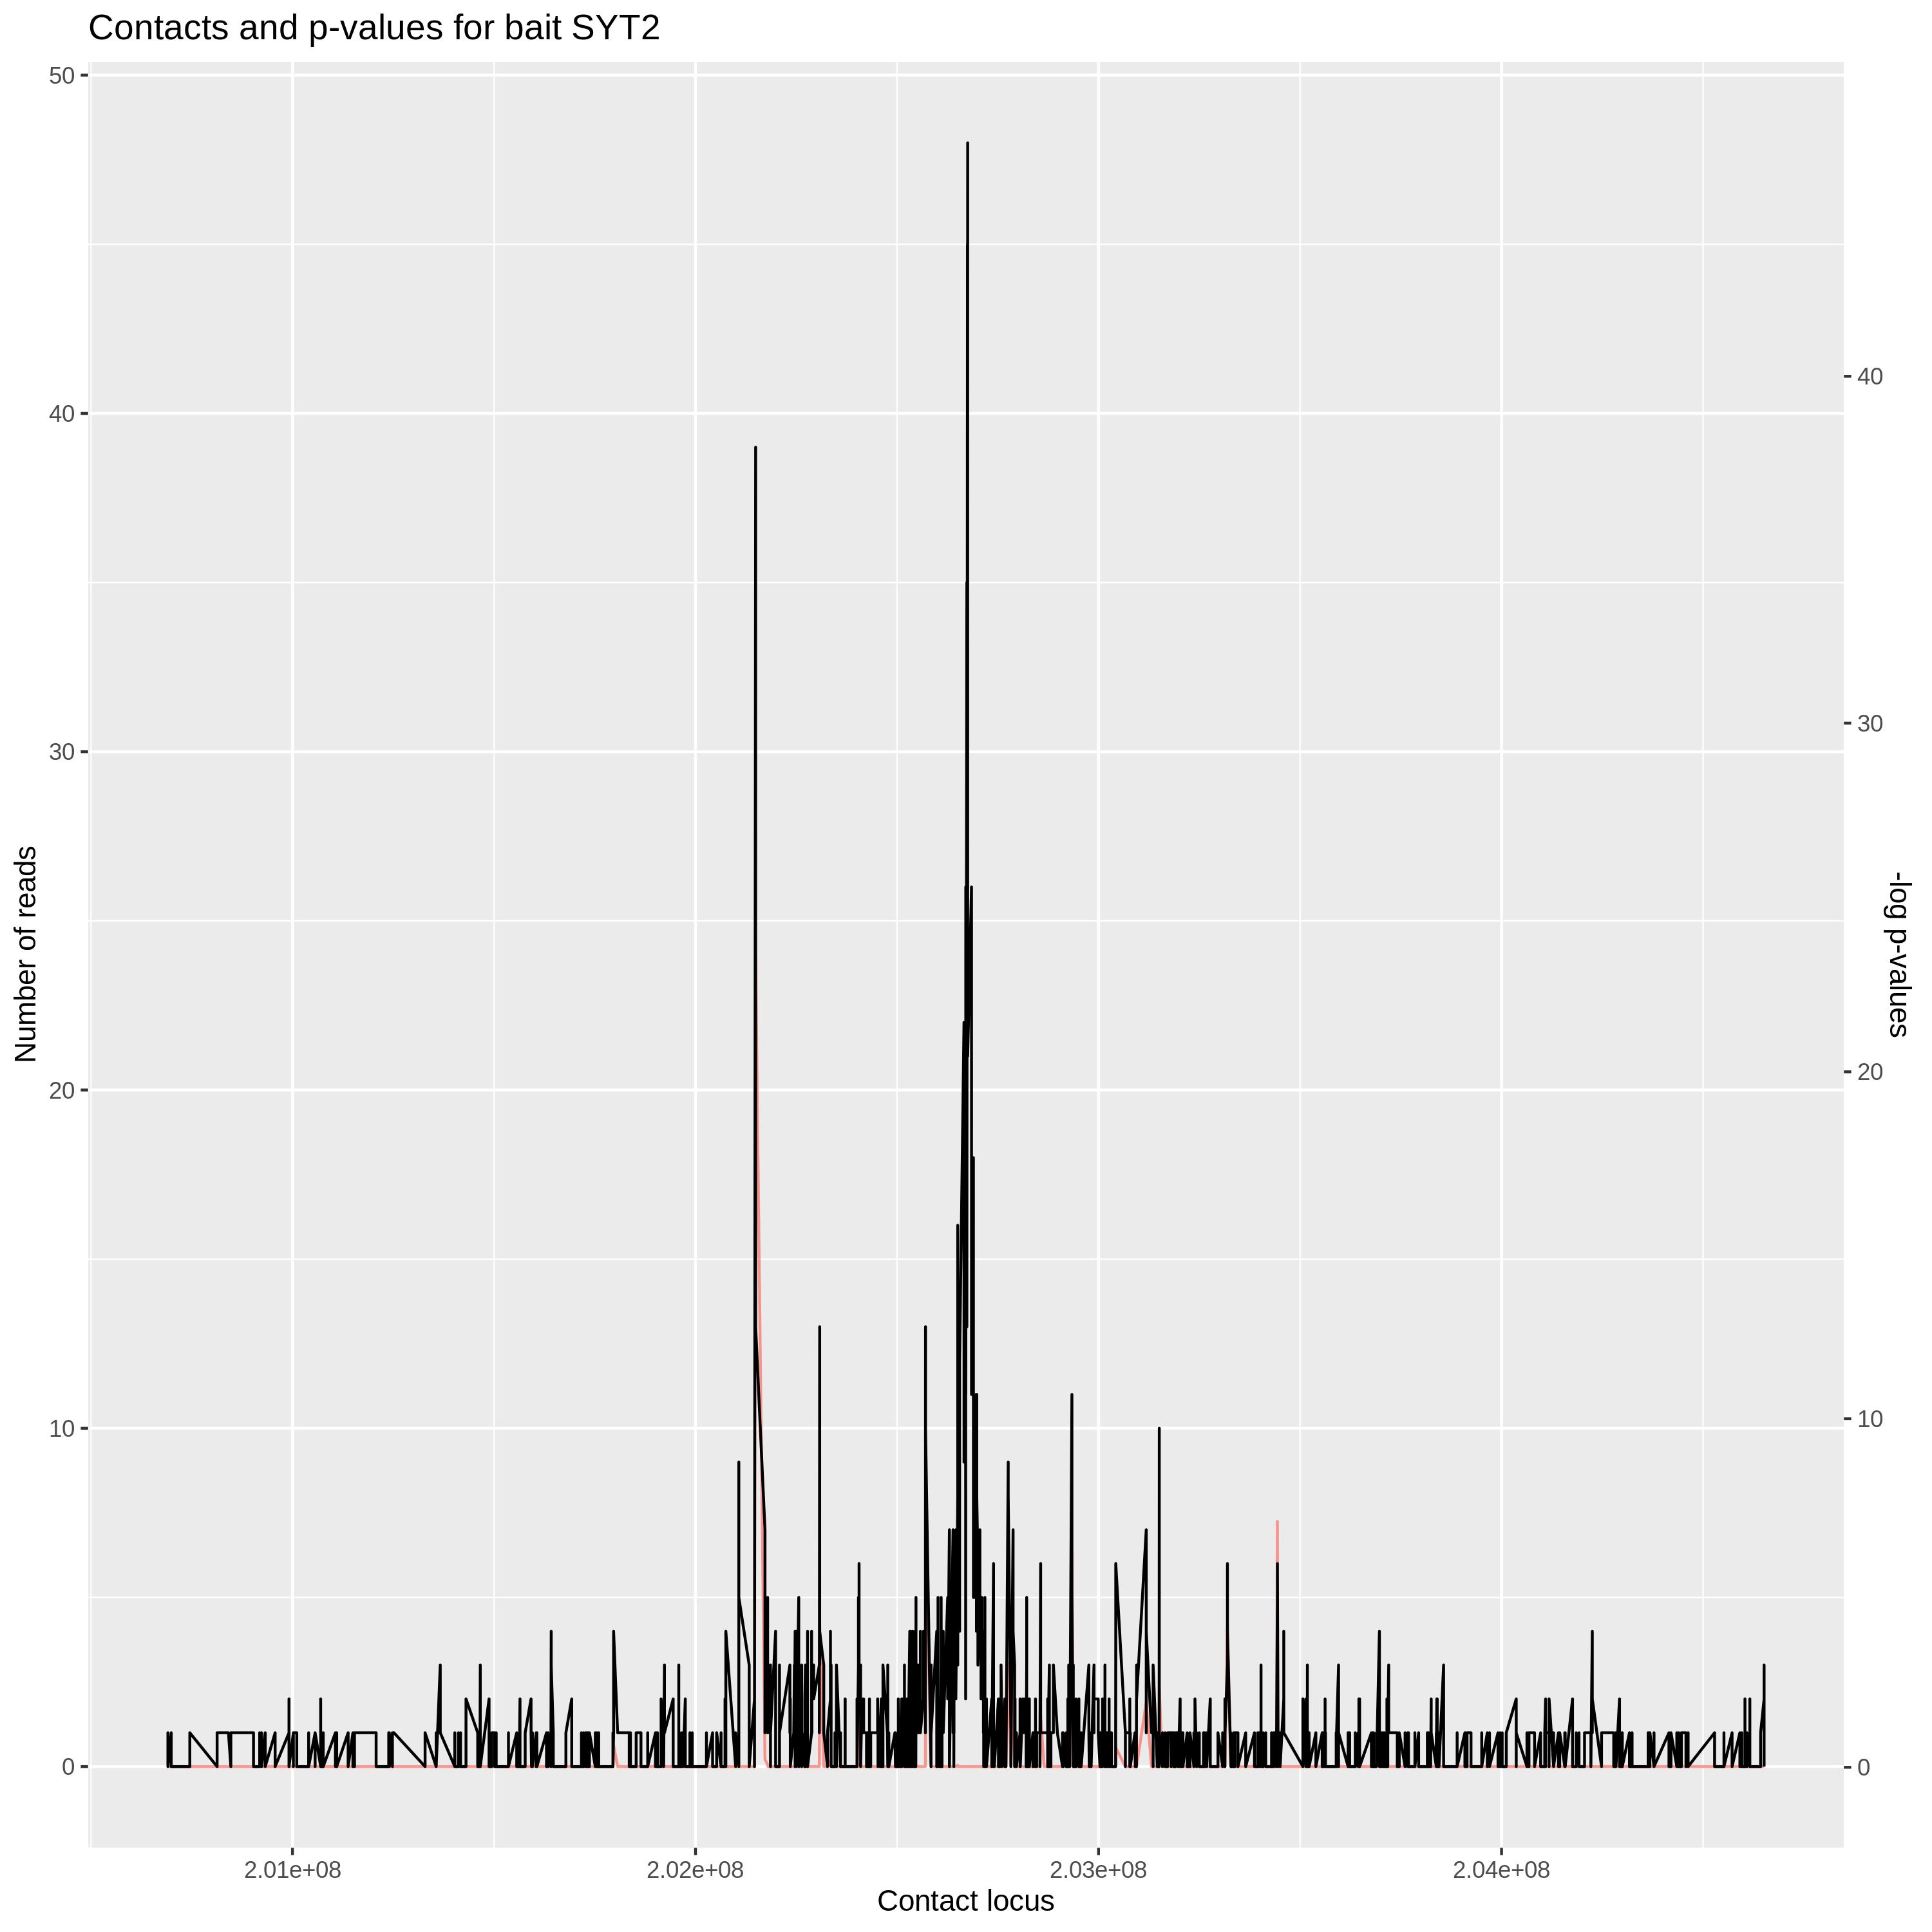 Contacts and p-values for bait SYT2
50
40
30
20
10
0
40
30
20
10
0
Number of reads
-log p-values
2.01e+08 2.02e+08 2.03e+08 2.04e+08
Contact locus